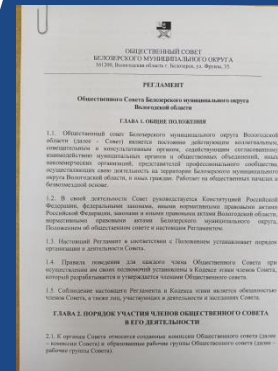 ОБЩЕСТВЕННЫЙ СОВЕТ
БЕЛОЗЕРСКОГО МУНИЦИПАЛЬНОГО ОКРУГА
161200, Вологодская область г. Белозерск, ул. Фрунзе, 35.
РЕГЛАМЕНТ
Общественного Совета Белозерского муниципального округа
Вологодской области
ГЛАВА 1. ОБЩИЕ ПОЛОЖЕНИЯ
1.1. Общественный совет Белозерского муниципального округа Вологодской
области (далее – Совет) является постоянно действующим коллегиальным,
совещательным и консультативным органом, содействующим согласованному
взаимодействию муниципальных органов и общественных объединений, иных
некоммерческих организаций, представителей профессионального сообщества,
осуществляющих свою деятельность на территории Белозерского муниципального
округа Вологодской области, и иных граждан. Работает на общественных началах и
безвозмездной основе.
1.2. В своей деятельности Совет руководствуется Конституцией Российской
Федерации, федеральными законами, иными нормативными правовыми актами
Российской Федерации, законами и иными правовыми актами Вологодской области,
нормативными правовыми актами Белозерского муниципального округа,
Положением об общественном совете и настоящим Регламентом.
1.3. Настоящий Регламент в соответствии с Положением устанавливает порядок
организации и деятельности Совета.
1.4. Правила поведения для каждого члена Общественного Совета при
осуществлении им своих полномочий установлены в Кодексе этики членов Совета,
который разрабатывается и утверждается членами Общественного совета.
1.5. Соблюдение настоящего Регламента и Кодекса этики является обязанностью
членов Совета, а также лиц, участвующих в деятельности и заседаниях Совета.
ГЛАВА 2. ПОРЯДОК УЧАСТИЯ ЧЛЕНОВ ОБЩЕСТВЕННОГО СОВЕТА
В ЕГО ДЕЯТЕЛЬНОСТИ
2.1. К органам Совета относятся созданные комиссии Общественного совета (далее
– комиссии Совета) и образованные рабочие группы Общественного совета (далее –
рабочие группы Совета).